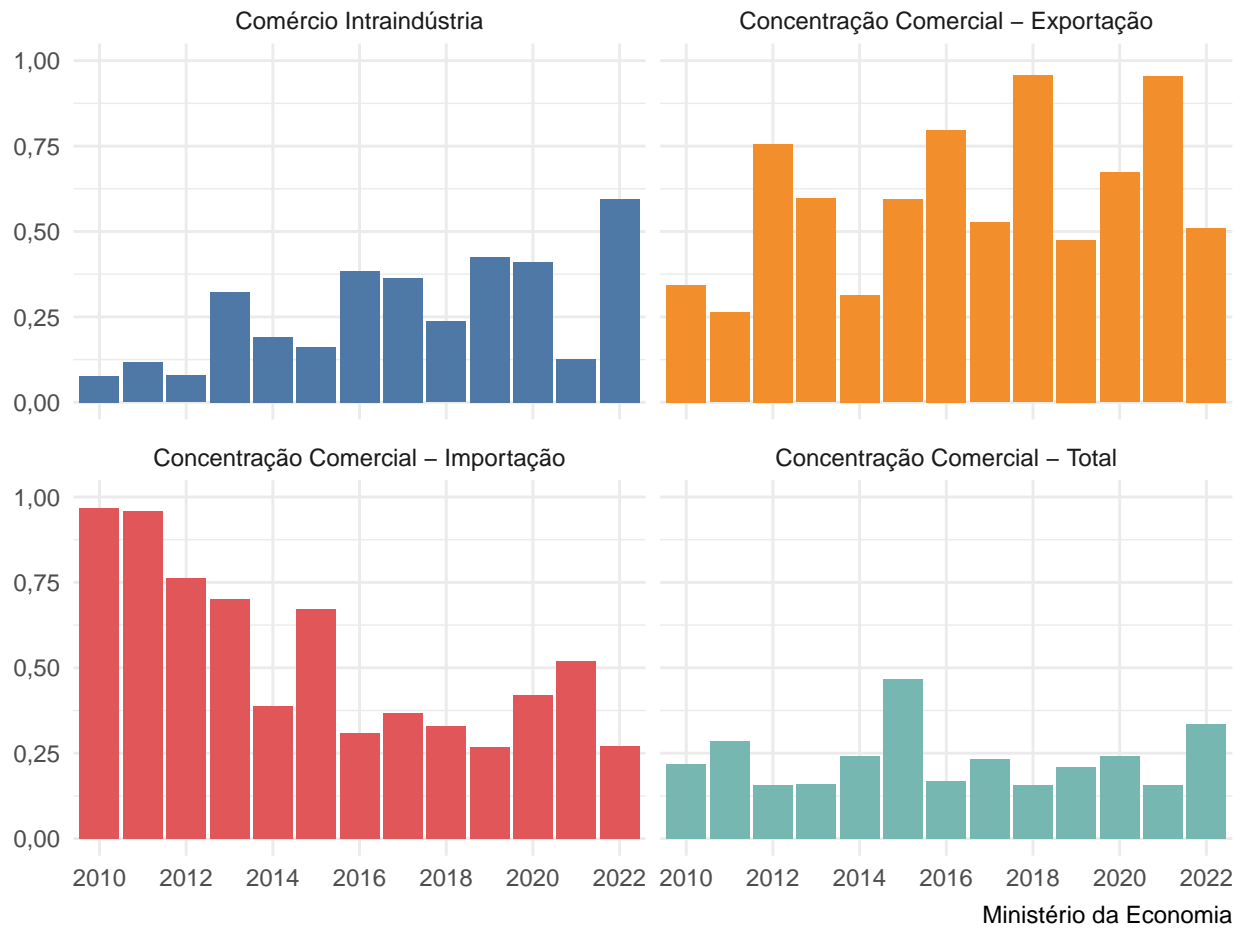 Comércio Intraindústria
Concentração Comercial – Exportação
1,00
0,75
0,50
0,25
0,00
Concentração Comercial – Importação
Concentração Comercial – Total
1,00
0,75
0,50
0,25
0,00
2010 2012 2014 2016 2018 2020 2022
2010 2012 2014 2016 2018 2020 2022
Ministério da Economia